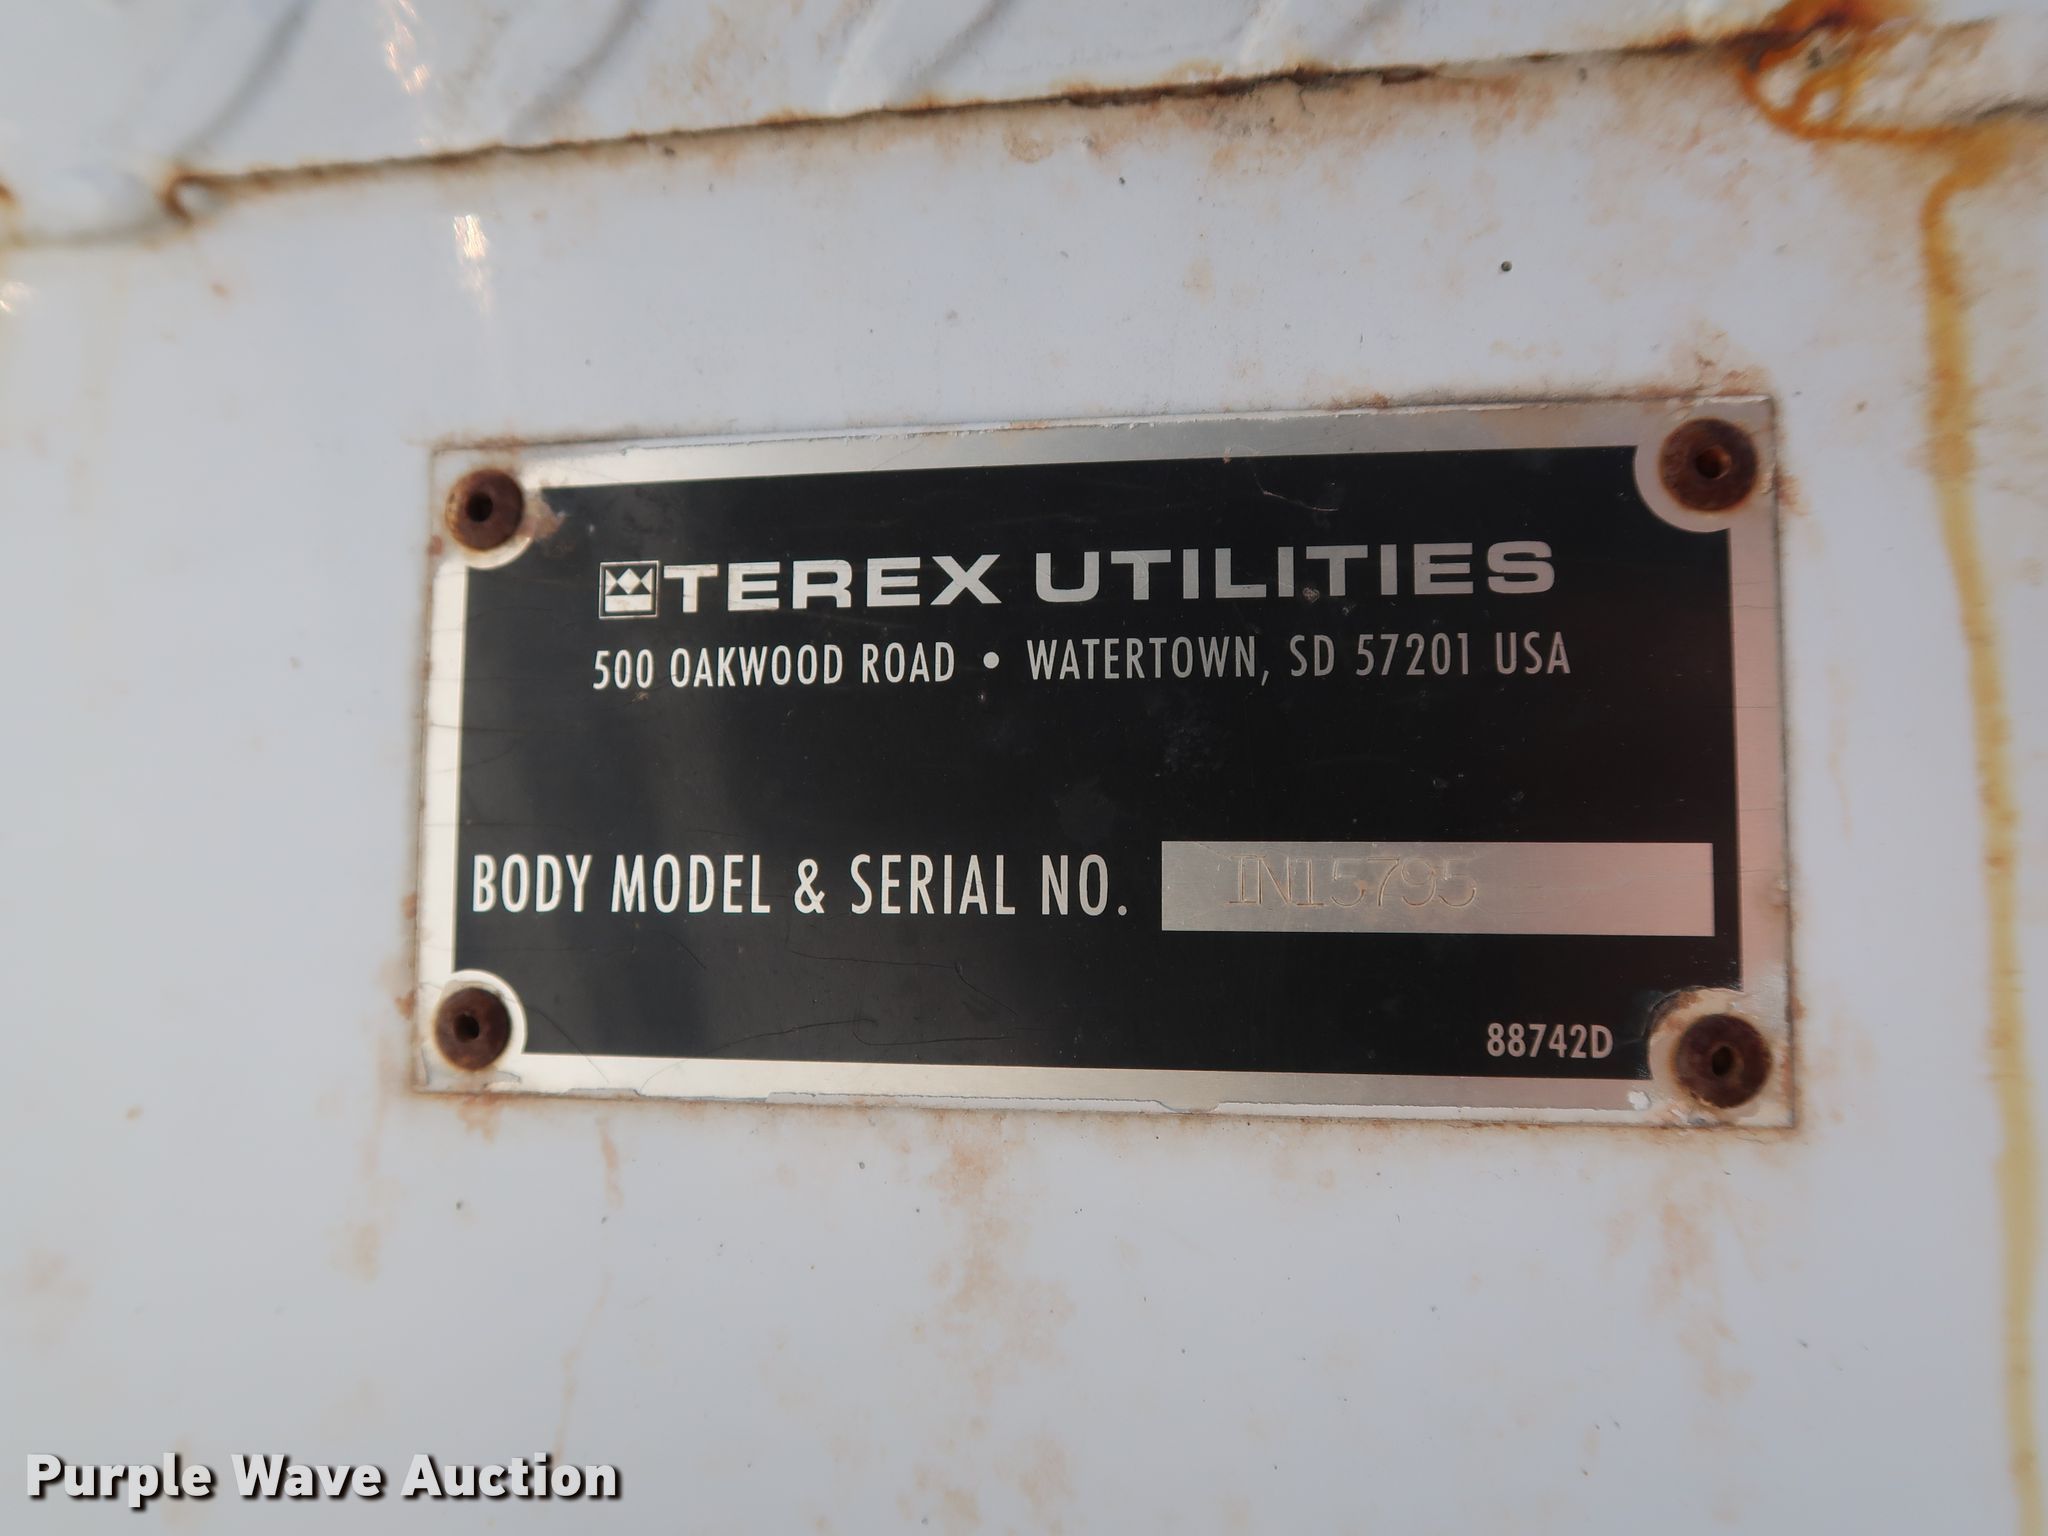 TEREX UTILITIES
500 OAKWOOD ROAD • WATERTOWN, SD 57201 USA
BODY MODEL & SERIAL NO. IN15795
88742D
Purple Wave Auction